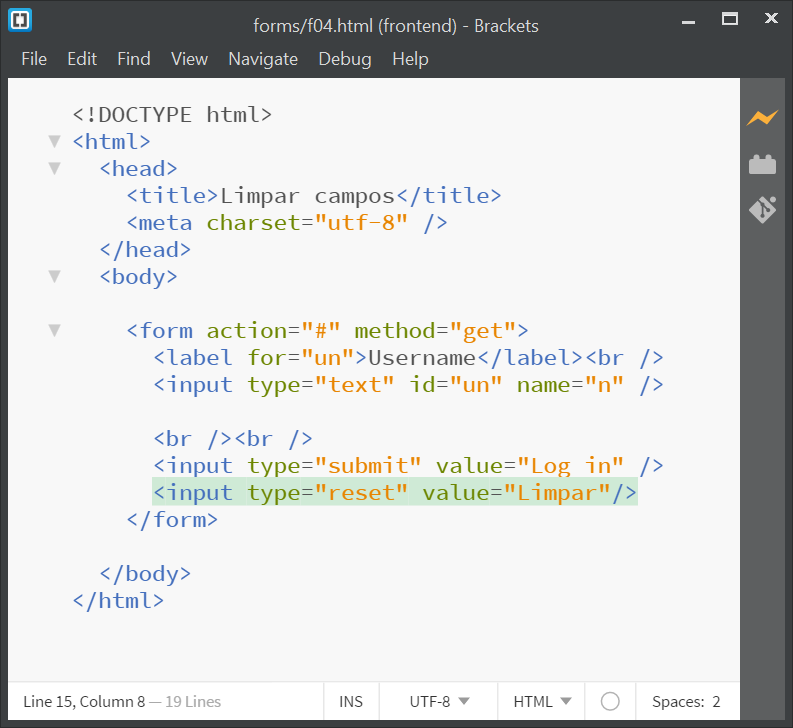 forms/f04.html (frontend) - Brackets
File Edit Find View Navigate Debug Help
<!DOCTYPE html>
<html>
<head>
<title>Limpar campos</title>
<meta charset="utf-8" />
</head>
<body>
<form action="#" method="get">
<label for="un">Username</label><br />
<input type="text" id="un" name="n" />
<br /><br />
<input type="submit" value="Log in" />
<input type="reset" value="Limpar"/>
</form>
</body>
</html>
Line 15, Column 8 — 19 Lines INS UTF-8 HTML Spaces: 2